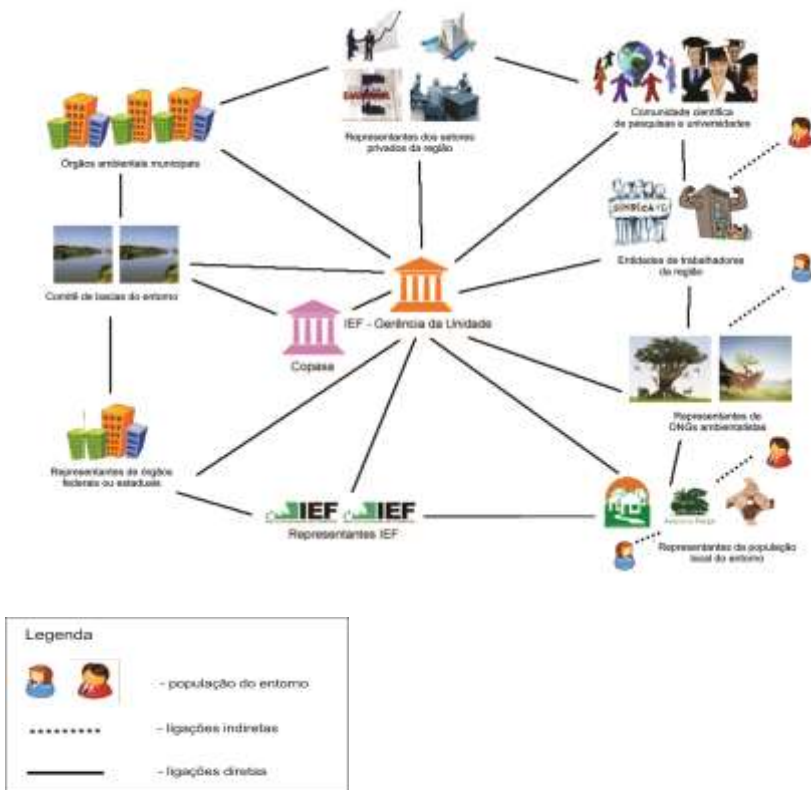 Representantes dos setores
privados da região
Comunidade científica
de pesquisas e universidades
Órgãos ambientais municipais
SINDICATO
Entidades de trabalhadores
da região
Comitê de bacias do entorno
IEF - Gerência da Unidade
Copasa
Representantes de
ONGs ambientalistas
Representantes de órgãos
federais ou estaduais
IEF IEF
Representantes IEF
Representantes da população
local do entorno
Legenda
- população do entorno
- ligações indiretas
- ligações diretas